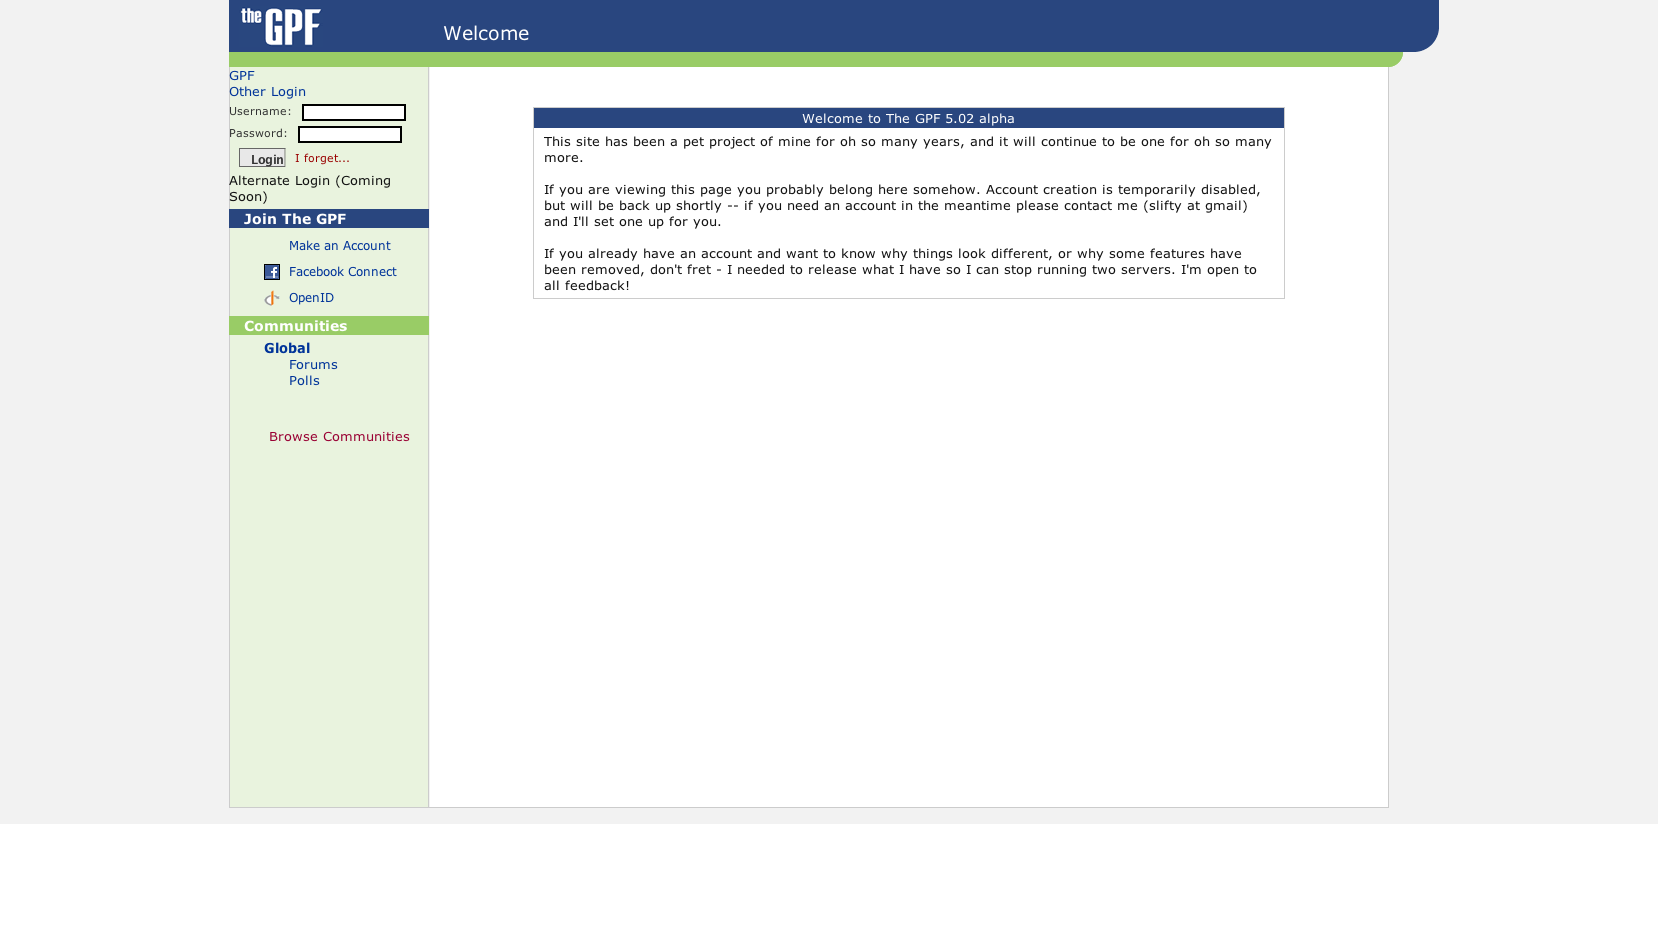 the GPF
Welcome
GPF
Other Login
Username:
Password:
Login I forget...
Alternate Login (Coming
Soon)
Join The GPF
Make an Account
Facebook Connect
OpenID
Communities
Global
Forums
Polls
Browse Communities
Welcome to The GPF 5.02 alpha
This site has been a pet project of mine for oh so many years, and it will continue to be one for oh so many
more.
If you are viewing this page you probably belong here somehow. Account creation is temporarily disabled,
but will be back up shortly -- if you need an account in the meantime please contact me (slifty at gmail)
and I'll set one up for you.
If you already have an account and want to know why things look different, or why some features have
been removed, don't fret - I needed to release what I have so I can stop running two servers. I'm open to
all feedback!